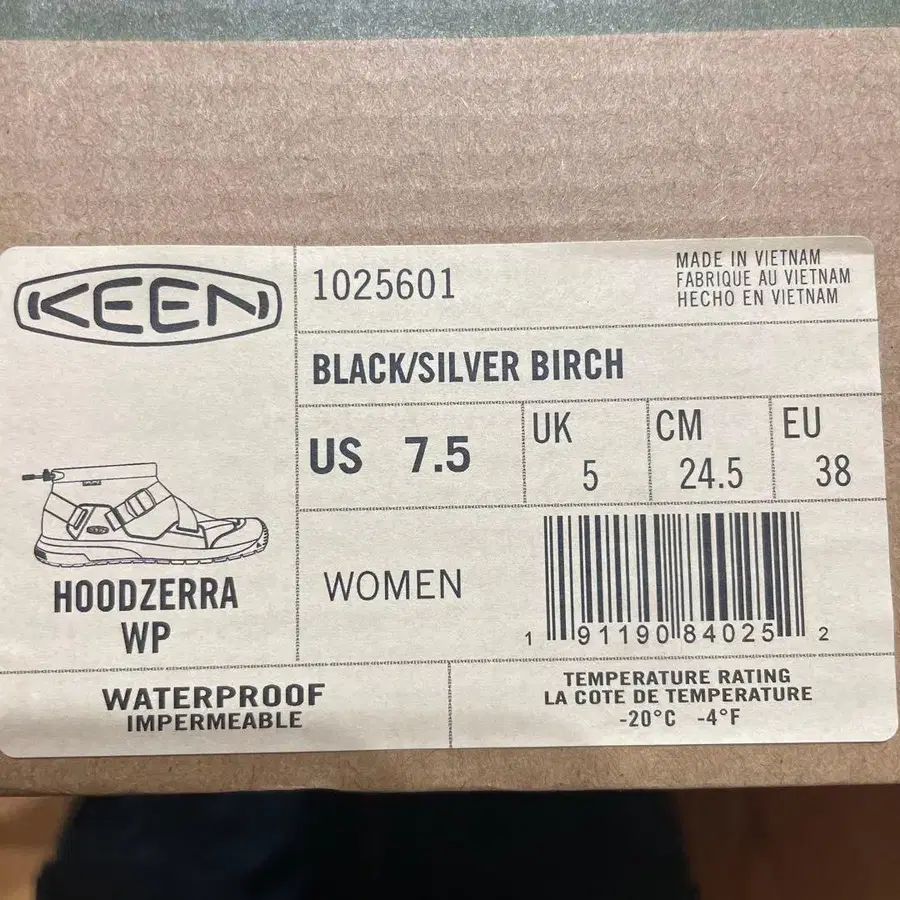 KEEN
1025601
MADE IN VIETNAM
FABRIQUE AU VIETNAM
HECHO EN VIETNAM
BLACK/SILVER BIRCH
US 7.5
UK
5
CM
24.5
EU
38
HOODZERRA
WP
WOMEN
1 91190 84025 2
WATERPROOF
IMPERMEABLE
TEMPERATURE RATING
LA COTE DE TEMPERATURE
-20°C -4°F